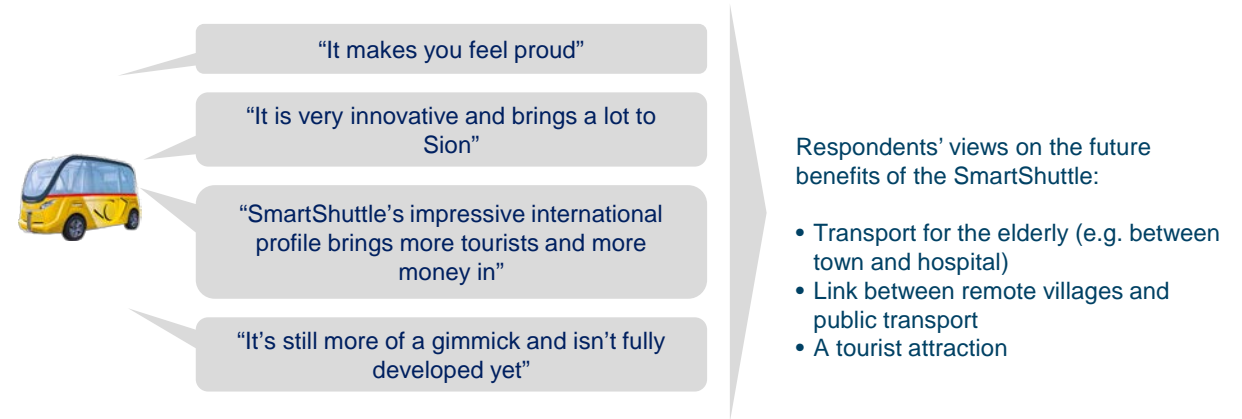 “It makes you feel proud”
“It is very innovative and brings a lot to
Sion”
“SmartShuttle’s impressive international
profile brings more tourists and more
money in”
“It’s still more of a gimmick and isn’t fully
developed yet”
Respondents’ views on the future
benefits of the SmartShuttle:
• Transport for the elderly (e.g. between
town and hospital)
• Link between remote villages and
public transport
• A tourist attraction